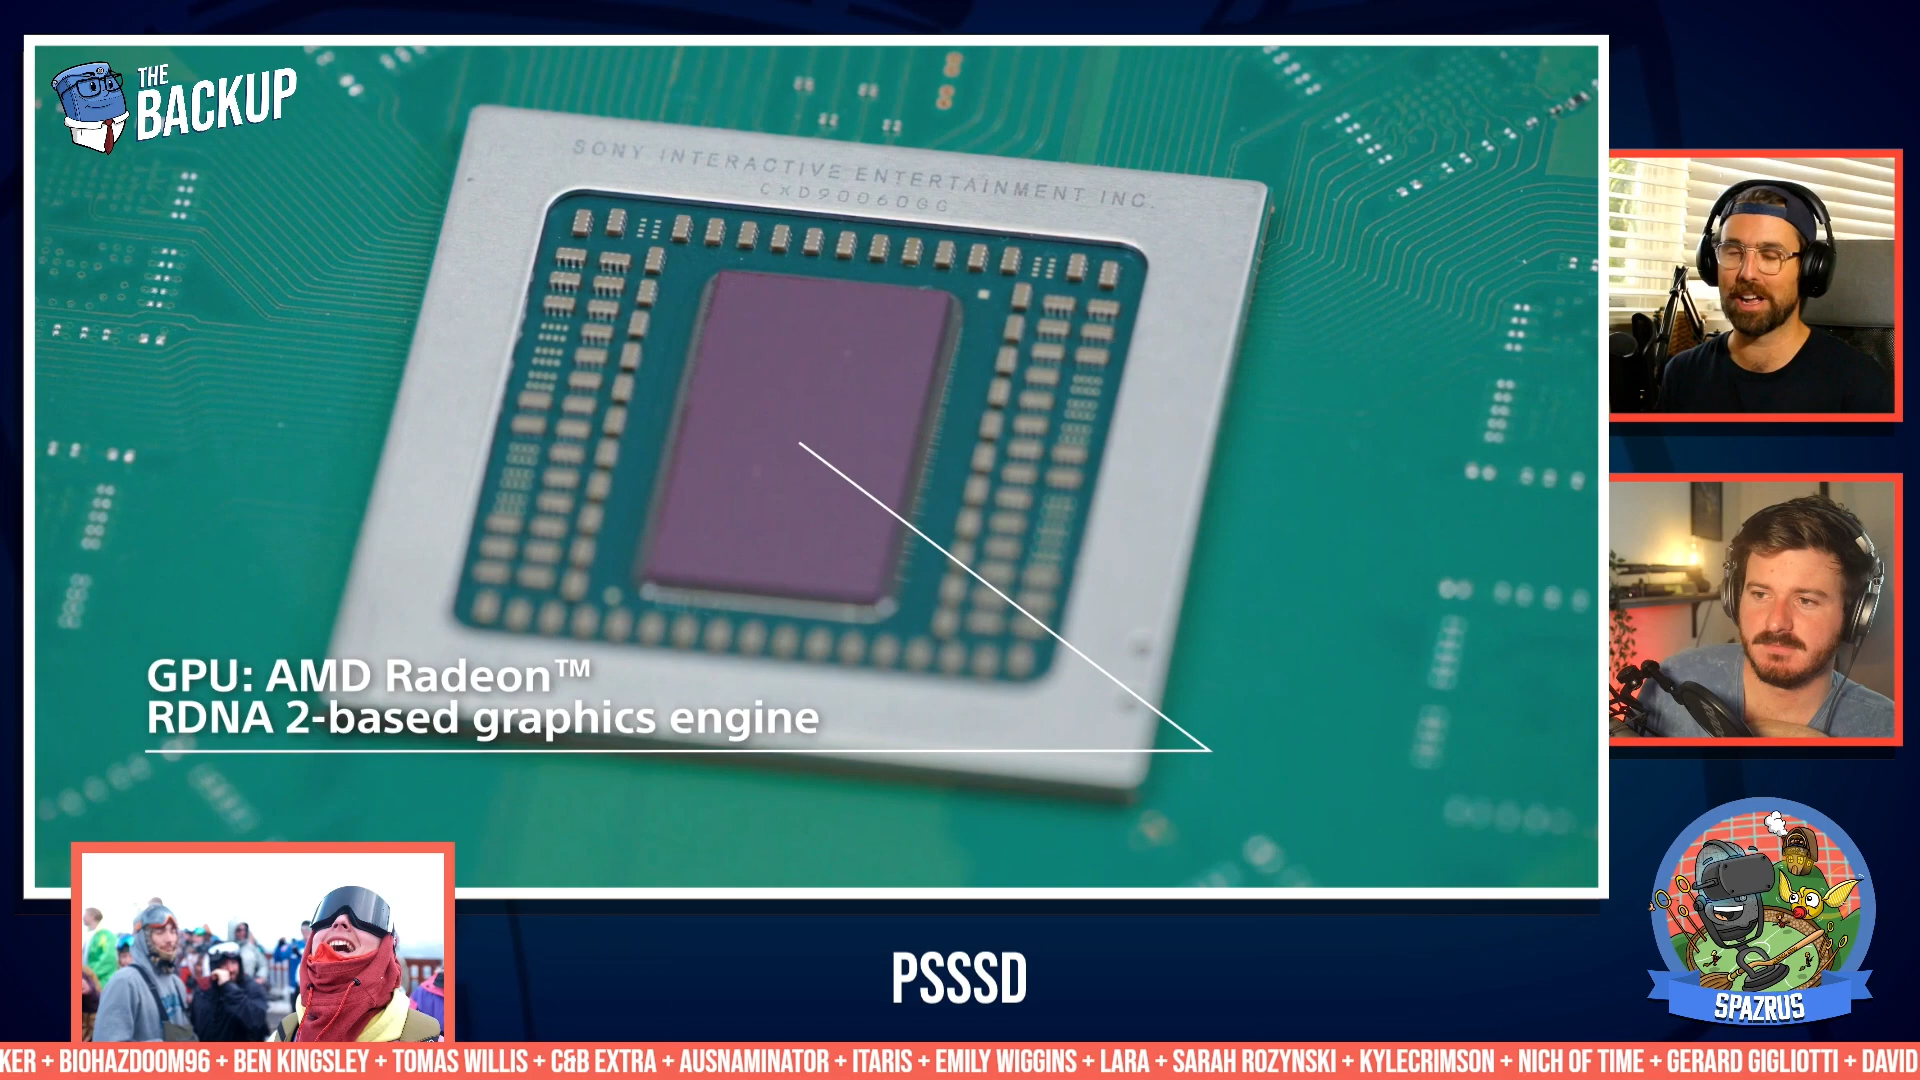 THE
BACKUP
SONY INTERACTIVE ENTERTAINMENT INC.
CXD90060GG
GPU: AMD Radeon™
RDNA 2-based graphics engine
PSSSD
SPAZRUS
KER + BIOHAZDOOM96 + BEN KINGSLEY + TOMAS WILLIS + C&B EXTRA + AUSNAMINATOR + ITARIS + EMILY WIGGINS + LARA + SARAH ROZYNSKI + KYLECRIMSON + NICH OF TIME + GERARD GIGLIOTTI + DAVID